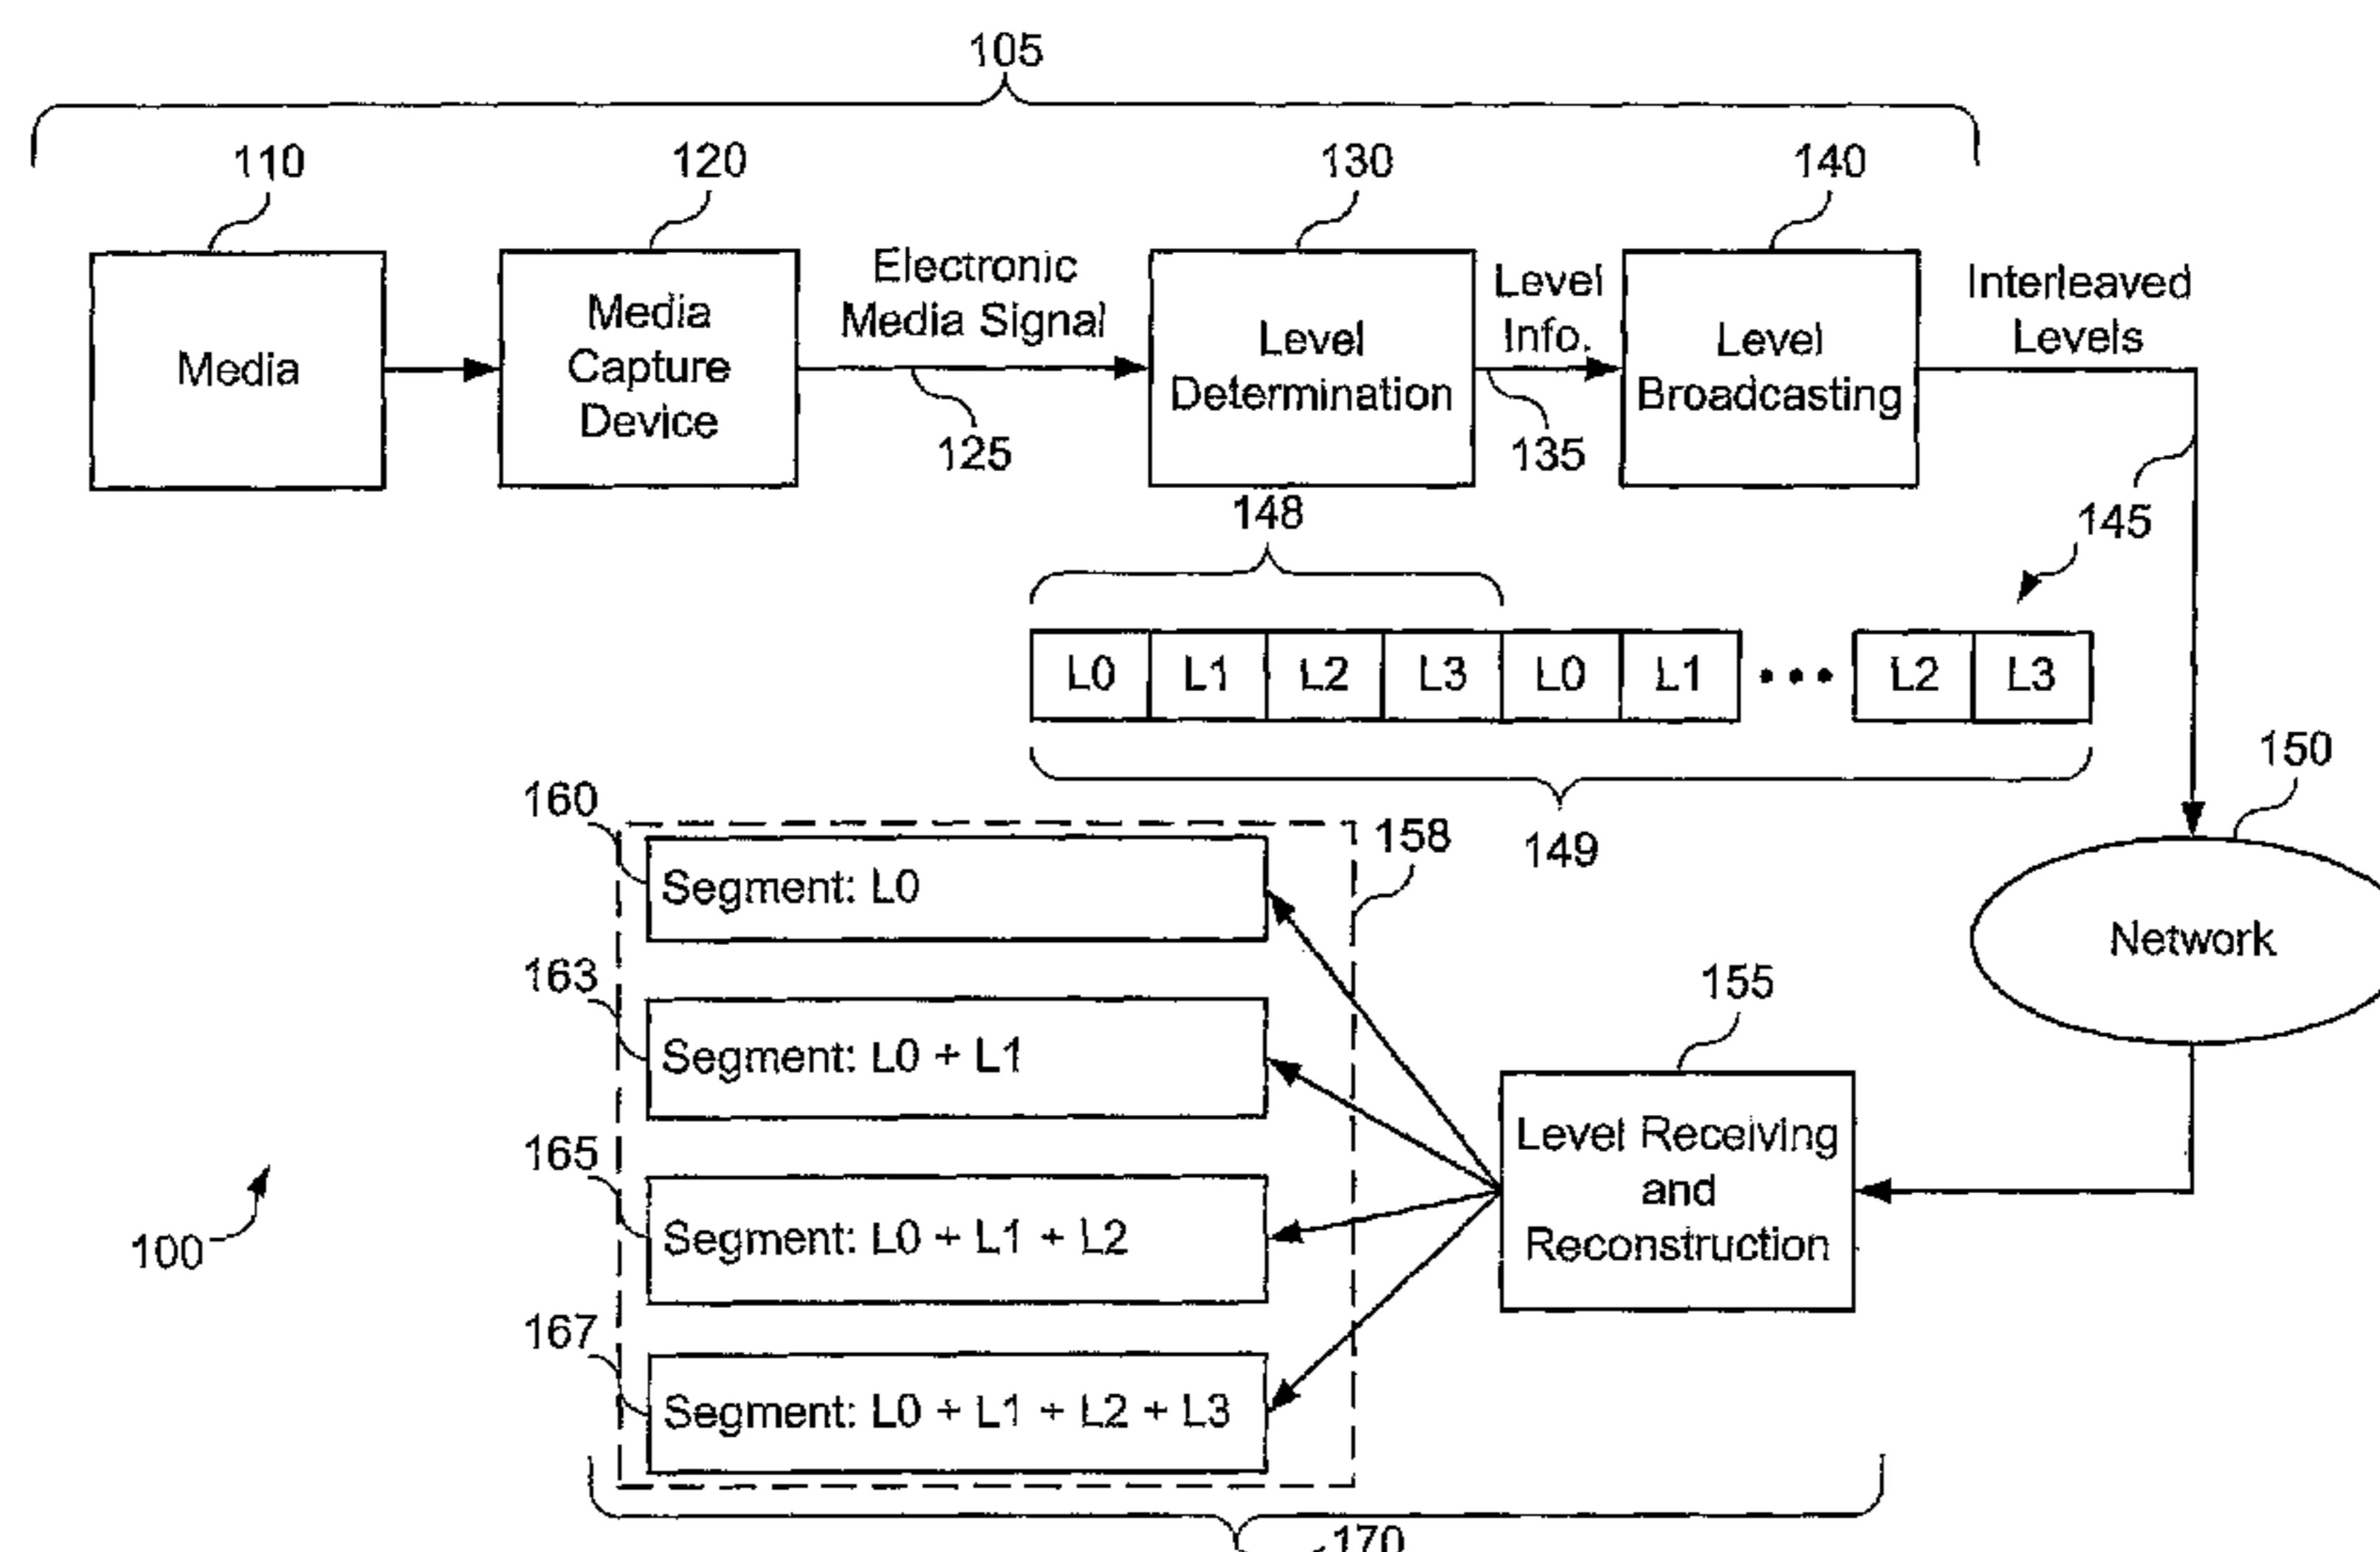 105
110
120
130
140
Media
Media
Capture
Device
Electronic
Media Signal
125
Level
Determination
Level
Info.
135
Level
Broadcasting
Interleaved
Levels
145
148
145
L0 L1 L2 L3 L0 L1 ••• L2 L3
149
150
Network
160
158
Segment: L0
163
Segment: L0 + L1
155
Level Receiving
and
Reconstruction
165
Segment: L0 + L1 + L2
100
167
Segment: L0 + L1 + L2 + L3
170